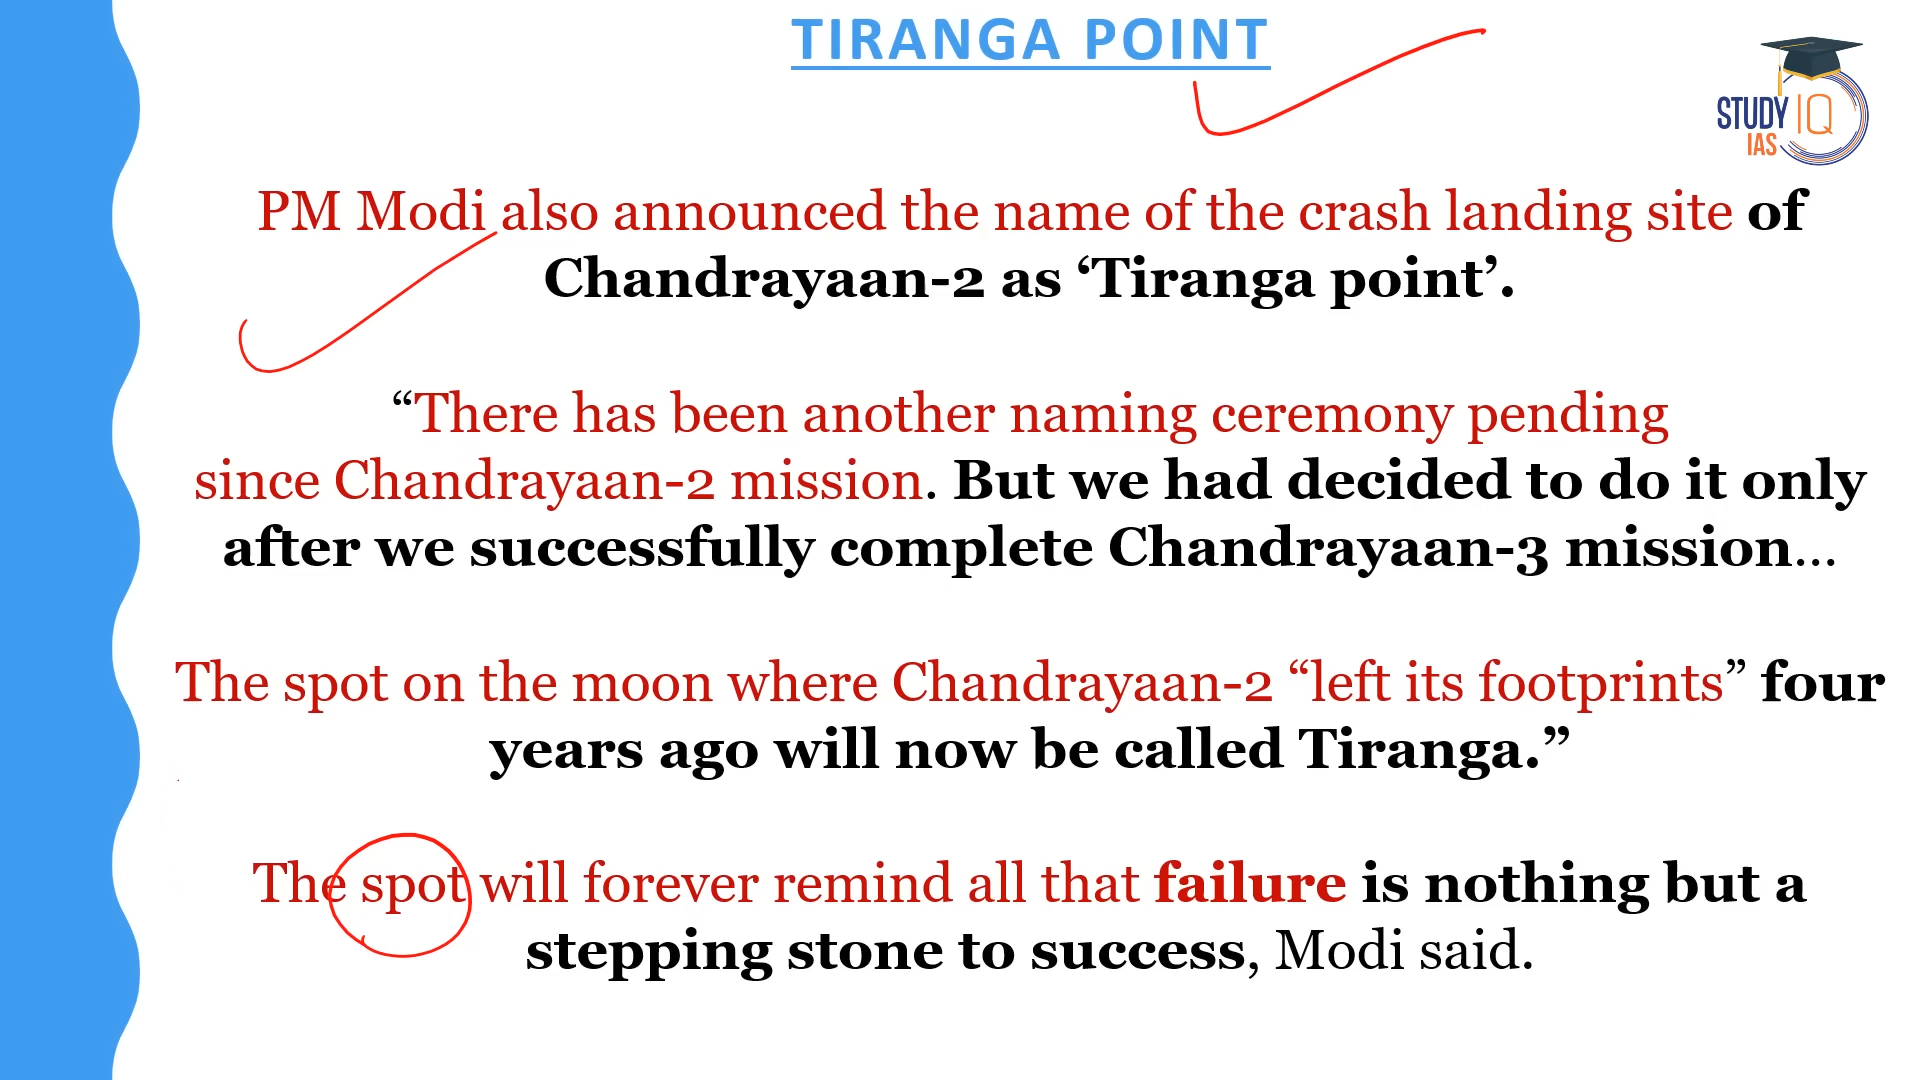 TIRANGA POINT
STUDY IQ
IAS
PM Modi also announced the name of the crash landing site of
Chandrayaan-2 as ‘Tiranga point’.
“There has been another naming ceremony pending
since Chandrayaan-2 mission. But we had decided to do it only
after we successfully complete Chandrayaan-3 mission…
The spot on the moon where Chandrayaan-2 “left its footprints” four
years ago will now be called Tiranga.”
The spot will forever remind all that failure is nothing but a
stepping stone to success, Modi said.